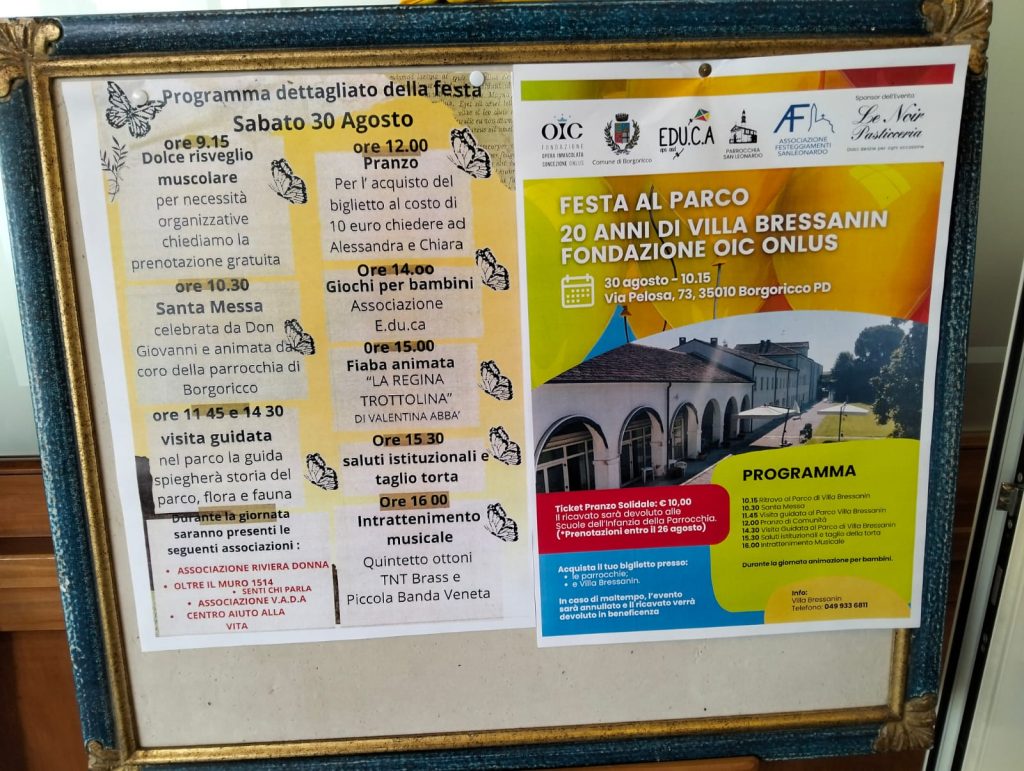 Programma dettagliato della festa
Sabato 30 Agosto
ore 9.15
Dolce risveglio
muscolare
per necessità
organizzative
chiediamo la
prenotazione gratuita
ore 10.30
Santa Messa
celebrata da Don
Giovanni e animata dal
coro della parrocchia di
Borgoricco
ore 11 45 e 14 30
visita guidata
nel parco la guida
spiegherà storia del
parco, flora e fauna
Durante la giornata
saranno presenti le
seguenti associazioni :
• ASSOCIAZIONE RIVIERA DONNA
• OLTRE IL MURO 1514
• SENTI CHI PARLA
• ASSOCIAZIONE V.A.D.A
• CENTRO AIUTO ALLA
VITA
ore 12.00
Pranzo
Per l' acquisto del
biglietto al costo di
10 euro chiedere ad
Alessandra e Chiara
Ore 14.oo
Giochi per bambini
Associazione
E.du.ca
Ore 15.00
Fiaba animata
"LA REGINA
TROTTOLINA"
DI VALENTINA ABBA'
Ore 15 30
saluti istituzionali e
taglio torta
Ore 16 00
Intrattenimento
musicale
Quintetto ottoni
TNT Brass e
Piccola Banda Veneta
OIC
FONDAZIONE
OPERA IMMACOLATA
CONCEZIONE ONLUS
Comune di Borgoricco
EDU.C.A
aps asd
PARROCCHIA
SAN LEONARDO
AF
ASSOCIAZIONE
FESTEGGIAMENTI
SANLEONARDO
Sponsor dell'Evento
Le Noir
Pasticceria
Dolci delizie per ogni occasione
FESTA AL PARCO
20 ANNI DI VILLA BRESSANIN
FONDAZIONE OIC ONLUS
30 agosto - 10.15
Via Pelosa, 73, 35010 Borgoricco PD
Ticket Pranzo Solidale: € 10,00
Il ricavato sarà devoluto alle
Scuole dell'Infanzia della Parrocchia.
(*Prenotazioni entro il 26 agosto)
Acquista il tuo biglietto presso:
• le parrocchie;
• e Villa Bressanin.
In caso di maltempo, l'evento
sarà annullato e il ricavato verrà
devoluto in beneficenza
PROGRAMMA
10.15 Ritrovo al Parco di Villa Bressanin
10.30 Santa Messa
11.45 Visita guidata al Parco Villa Bressanin
12.00 Pranzo di Comunità
14.30 Visita Guidata al Parco di Villa Bressanin
15.30 Saluti istituzionali e taglio della torta
16.00 Intrattenimento Musicale
Durante la giornata animazione per bambini.
Info:
Villa Bressanin
Telefono: 049 933 6811